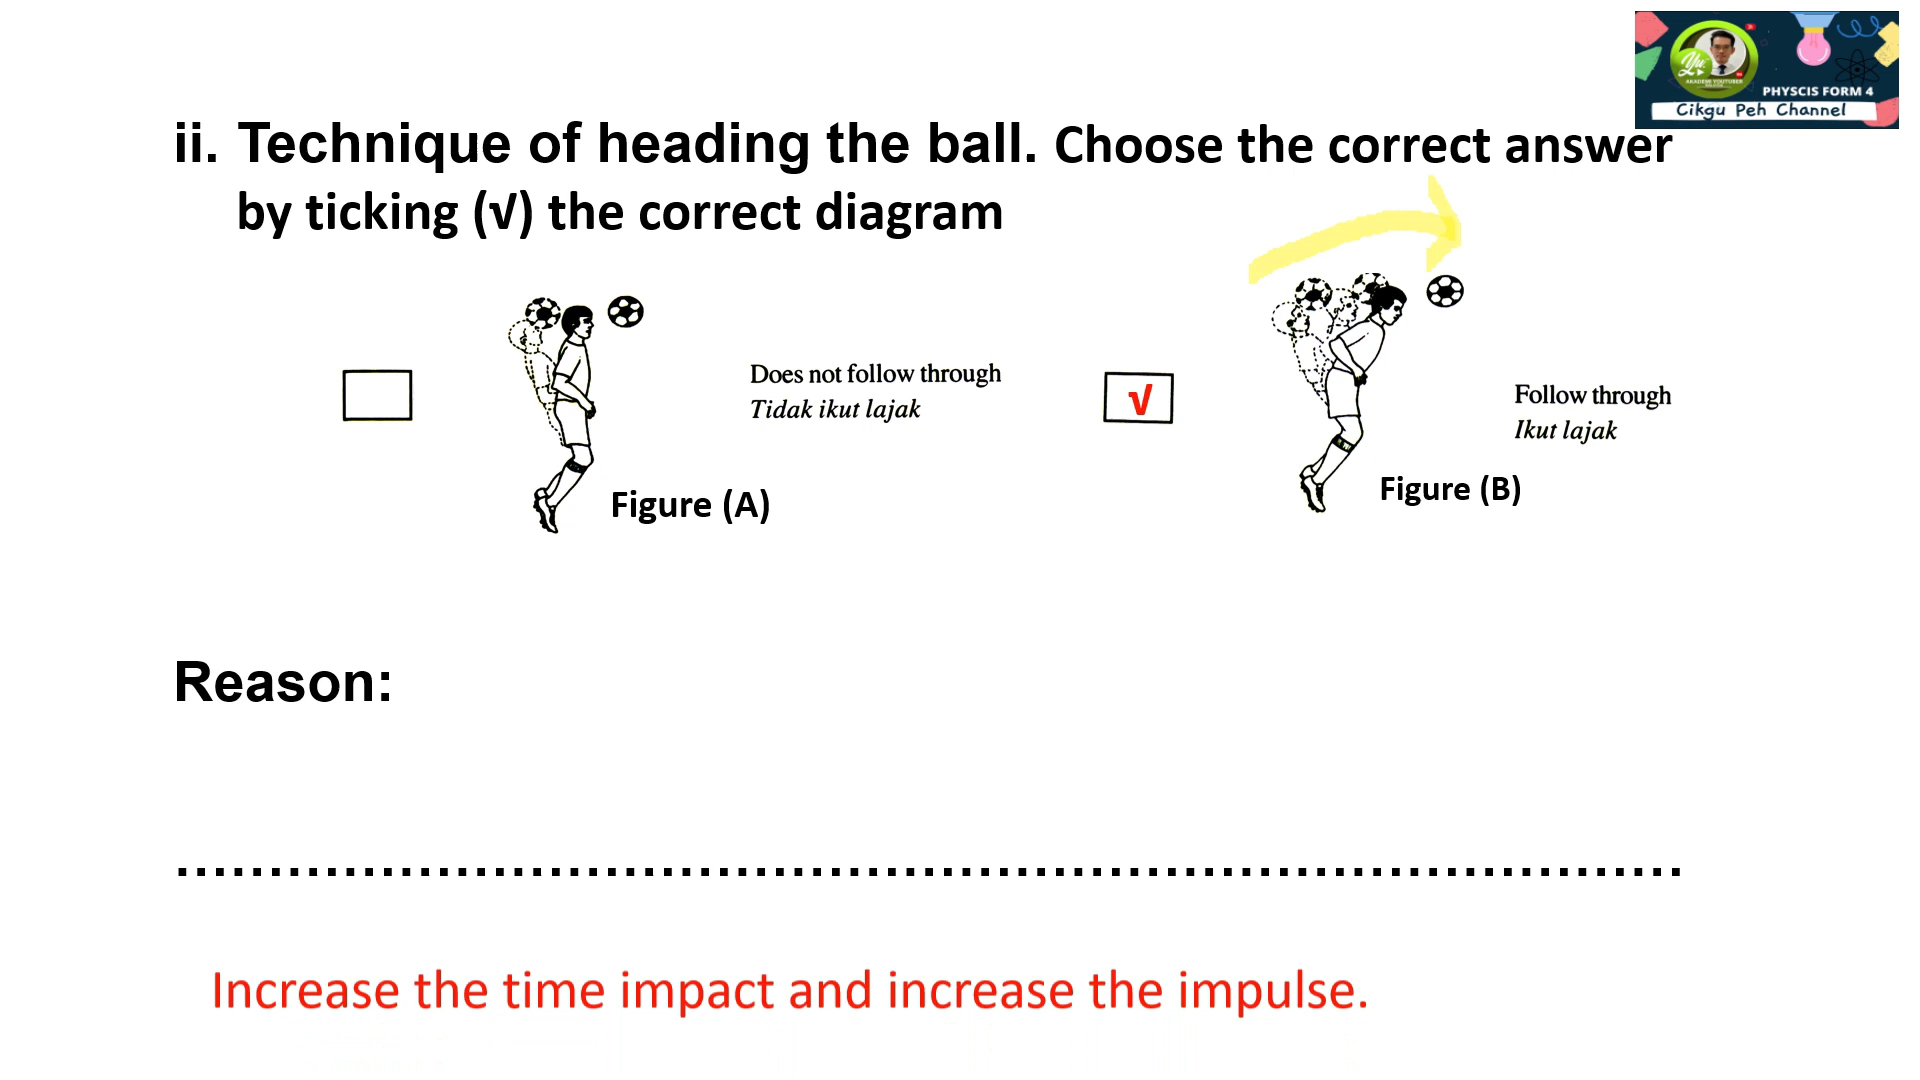 PHYSCIS FORM 4
Cikgu Peh Channel
ii. Technique of heading the ball. Choose the correct answer
by ticking (√) the correct diagram
Does not follow through
Tidak ikut lajak
Figure (A)
√
Follow through
Ikut lajak
Figure (B)
Reason:
Increase the time impact and increase the impulse.